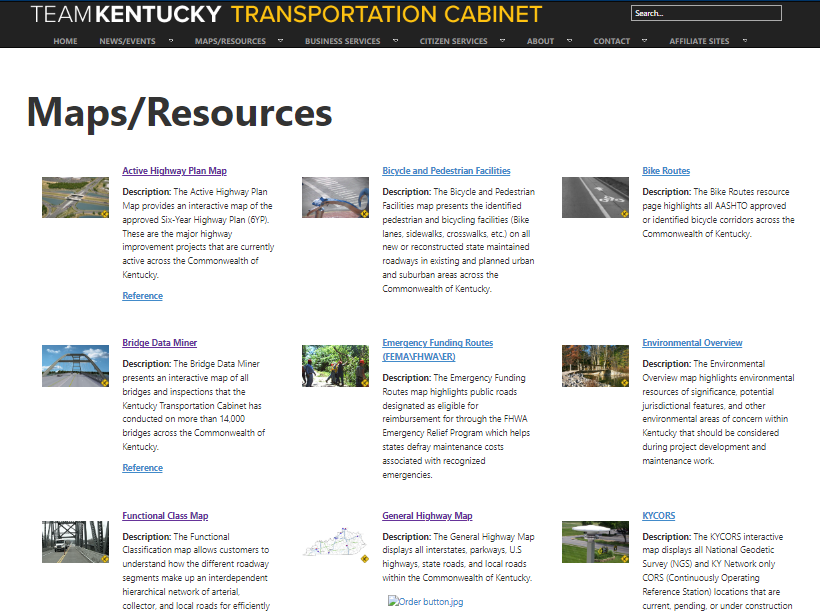 TEAM KENTUCKY TRANSPORTATION CABINET
Search...
HOME NEWS/EVENTS MAPS/RESOURCES BUSINESS SERVICES CITIZEN SERVICES ABOUT CONTACT AFFILIATE SITES
Maps/Resources
Active Highway Plan Map
Description: The Active Highway Plan
Map provides an interactive map of the
approved Six-Year Highway Plan (6YP).
These are the major highway
improvement projects that are currently
active across the Commonwealth of
Kentucky.
Reference
Bicycle and Pedestrian Facilities
Description: The Bicycle and Pedestrian
Facilities map presents the identified
pedestrian and bicycling facilities (Bike
lanes, sidewalks, crosswalks, etc.) on all
new or reconstructed state maintained
roadways in existing and planned urban
and suburban areas across the
Commonwealth of Kentucky.
Bike Routes
Description: The Bike Routes resource
page highlights all AASHTO approved
or identified bicycle corridors across the
Commonwealth of Kentucky.
Bridge Data Miner
Description: The Bridge Data Miner
presents an interactive map of all
bridges and inspections that the
Kentucky Transportation Cabinet has
conducted on more than 14,000
bridges across the Commonwealth of
Kentucky.
Reference
Emergency Funding Routes
(FEMA\FHWA\ER)
Description: The Emergency Funding
Routes map highlights public roads
designated as eligible for
reimbursement for through the FHWA
Emergency Relief Program which helps
states defray maintenance costs
associated with recognized
emergencies.
Environmental Overview
Description: The Environmental
Overview map highlights environmental
resources of significance, potential
jurisdictional features, and other
environmental areas of concern within
Kentucky that should be considered
during project development and
maintenance work.
Functional Class Map
Description: The Functional
Classification map allows customers to
understand how the different roadway
segments make up an interdependent
hierarchical network of arterial,
collector, and local roads for efficiently
General Highway Map
Description: The General Highway Map
displays all interstates, parkways, U.S
highways, state roads, and local roads
within the Commonwealth of Kentucky.
Order button.jpg
KYCORS
Description: The KYCORS interactive
map displays all National Geodetic
Survey (NGS) and KY Network only
CORS (Continuously Operating
Reference Station) locations that are
current, pending, or under construction